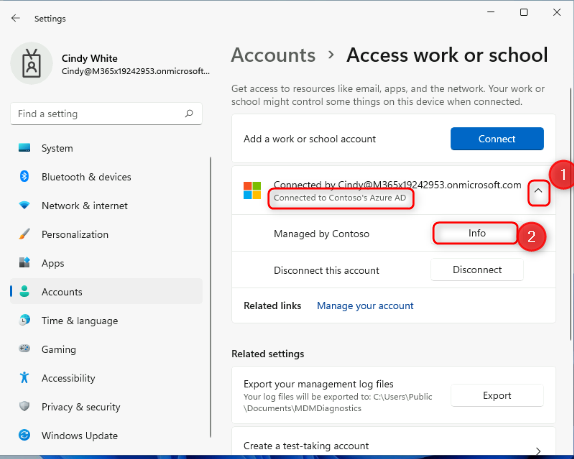 Settings
Cindy White
Cindy@M365x19242953.onmicrosoft...
Find a setting
System
Bluetooth & devices
Network & internet
Personalization
Apps
Accounts
Time & language
Gaming
Accessibility
Privacy & security
Windows Update
Accounts > Access work or school
Get access to resources like email, apps, and the network. Your work or
school might control some things on this device when connected.
Add a work or school account
Connect
Connected by Cindy@M365x19242953.onmicrosoft.com
Connected to Contoso's Azure AD
1
Managed by Contoso
Info
2
Disconnect this account
Disconnect
Related links
Manage your account
Related settings
Export your management log files
Your log files will be exported to: C:\Users\Public
\Documents\MDMDiagnostics
Export
Create a test-taking account